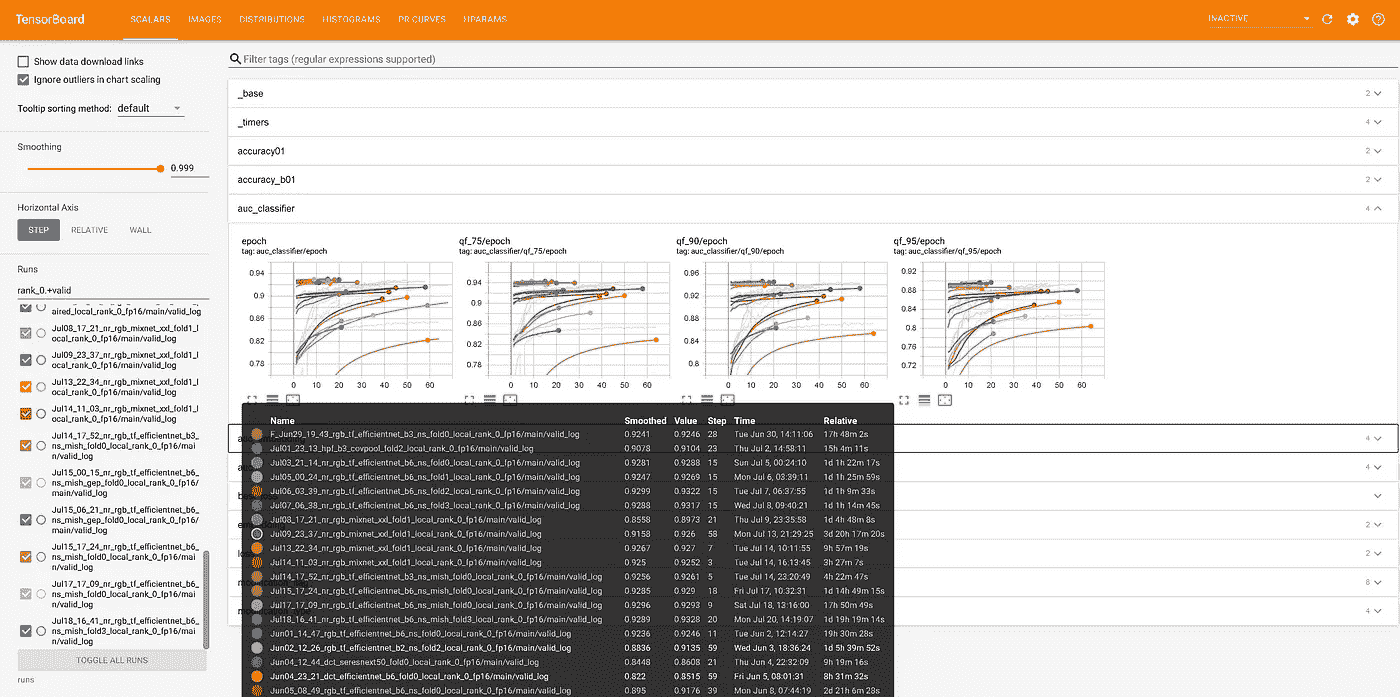 TensorBoard
SCALARS IMAGES DISTRIBUTIONS HISTOGRAMS PR CURVES HPARAMS
INACTIVE
Show data download links
Ignore outliers in chart scaling
Tooltip sorting method: default
Smoothing
0.999
Horizontal Axis
STEP RELATIVE WALL
Runs
rank_0.+valid
aired_local_rank_0_fp16/main/valid_log
Jul08_17_21_nr_rgb_mixnet_xxl_fold1_l
ocal_rank_0_fp16/main/valid_log
Jul09_23_37_nr_rgb_mixnet_xxl_fold1_l
ocal_rank_0_fp16/main/valid_log
Jul13_22_34_nr_rgb_mixnet_xxl_fold1_l
ocal_rank_0_fp16/main/valid_log
Jul14_11_03_nr_rgb_mixnet_xxl_fold1_l
ocal_rank_0_fp16/main/valid_log
Jul14_17_52_nr_rgb_tf_efficientnet_b3_
ns_mish_fold0_local_rank_0_fp16/mai
n/valid_log
Jul15_00_15_nr_rgb_tf_efficientnet_b6_
ns_mish_gep_fold0_local_rank_0_fp16/
main/valid_log
Jul15_06_21_nr_rgb_tf_efficientnet_b6_
ns_mish_gep_fold0_local_rank_0_fp16/
main/valid_log
Jul15_17_24_nr_rgb_tf_efficientnet_b6_
ns_mish_fold0_local_rank_0_fp16/mai
n/valid_log
Jul17_17_09_nr_rgb_tf_efficientnet_b6_
ns_mish_fold0_local_rank_0_fp16/mai
n/valid_log
Jul18_16_41_nr_rgb_tf_efficientnet_b6_
ns_mish_fold3_local_rank_0_fp16/mai
n/valid_log
TOGGLE ALL RUNS
runs
Filter tags (regular expressions supported)
_base 2
_timers 4
accuracy01 2
accuracy_b01 2
auc_classifier 4
epoch
tag: auc_classifier/epoch
0.94
0.9
0.86
0.82
0.78
0 10 20 30 40 50 60
qf_75/epoch
tag: auc_classifier/qf_75/epoch
0.94
0.9
0.86
0.82
0.78
0 10 20 30 40 50 60
qf_90/epoch
tag: auc_classifier/qf_90/epoch
0.96
0.92
0.88
0.84
0.8
0 10 20 30 40 50 60
qf_95/epoch
tag: auc_classifier/qf_95/epoch
0.92
0.88
0.84
0.8
0.76
0.72
0 10 20 30 40 50 60
Name Smoothed Value Step Time Relative
F_Jun29_19_43_rgb_tf_efficientnet_b3_ns_fold0_local_rank_0_fp16/main/valid_log 0.9241 0.9246 28 Tue Jun 30, 14:11:06 17h 48m 2s
Jul01_23_13_hpf_b3_covpool_fold2_local_rank_0_fp16/main/valid_log 0.9078 0.9104 23 Thu Jul 2, 14:58:11 15h 4m 11s
Jul03_21_14_nr_rgb_tf_efficientnet_b6_ns_fold0_local_rank_0_fp16/main/valid_log 0.9281 0.9288 15 Sun Jul 5, 00:24:10 1d 1h 22m 17s
Jul05_00_24_nr_rgb_tf_efficientnet_b6_ns_fold1_local_rank_0_fp16/main/valid_log 0.9247 0.9269 15 Mon Jul 6, 03:39:11 1d 1h 25m 59s
Jul06_03_39_nr_rgb_tf_efficientnet_b6_ns_fold2_local_rank_0_fp16/main/valid_log 0.9299 0.9322 15 Tue Jul 7, 06:37:55 1d 1h 9m 33s
Jul07_06_38_nr_rgb_tf_efficientnet_b6_ns_fold3_local_rank_0_fp16/main/valid_log 0.9288 0.9317 15 Wed Jul 8, 09:40:21 1d 1h 14m 45s
Jul08_17_21_nr_rgb_mixnet_xxl_fold1_local_rank_0_fp16/main/valid_log 0.8558 0.8973 21 Thu Jul 9, 23:35:58 1d 4h 48m 8s
Jul09_23_37_nr_rgb_mixnet_xxl_fold1_local_rank_0_fp16/main/valid_log 0.9158 0.926 58 Mon Jul 13, 21:29:25 3d 20h 17m 20s
Jul13_22_34_nr_rgb_mixnet_xxl_fold1_local_rank_0_fp16/main/valid_log 0.9267 0.927 7 Tue Jul 14, 10:11:55 9h 57m 19s
Jul14_11_03_nr_rgb_mixnet_xxl_fold1_local_rank_0_fp16/main/valid_log 0.925 0.9252 3 Tue Jul 14, 16:13:45 3h 27m 7s
Jul14_17_52_nr_rgb_tf_efficientnet_b3_ns_mish_fold0_local_rank_0_fp16/main/valid_log 0.9256 0.9261 5 Tue Jul 14, 23:20:49 4h 22m 47s
Jul15_17_24_nr_rgb_tf_efficientnet_b6_ns_mish_fold0_local_rank_0_fp16/main/valid_log 0.9285 0.929 18 Fri Jul 17, 10:32:31 1d 14h 49m 15s
Jul17_17_09_nr_rgb_tf_efficientnet_b6_ns_mish_fold0_local_rank_0_fp16/main/valid_log 0.9296 0.9293 9 Sat Jul 18, 13:16:00 17h 50m 49s
Jul18_16_41_nr_rgb_tf_efficientnet_b6_ns_mish_fold3_local_rank_0_fp16/main/valid_log 0.9289 0.9328 20 Mon Jul 20, 14:19:07 1d 19h 19m 14s
Jun01_14_47_rgb_tf_efficientnet_b6_ns_fold0_local_rank_0_fp16/main/valid_log 0.9236 0.9246 11 Tue Jun 2, 12:14:27 19h 30m 28s
Jun02_12_26_rgb_tf_efficientnet_b2_ns_fold2_local_rank_0_fp16/main/valid_log 0.8836 0.9135 59 Wed Jun 3, 18:36:24 1d 5h 39m 52s
Jun04_12_44_dct_seresnext50_fold0_local_rank_0_fp16/main/valid_log 0.8448 0.8608 21 Thu Jun 4, 22:32:09 9h 19m 16s
Jun04_23_21_dct_efficientnet_b6_fold0_local_rank_0_fp16/main/valid_log 0.822 0.8515 59 Fri Jun 5, 08:01:31 8h 31m 32s
Jun05_08_49_rgb_tf_efficientnet_b6_ns_fold0_local_rank_0_fp16/main/valid_log 0.895 0.9176 39 Mon Jun 8, 07:44:19 2d 21h 6m 28s
4
4
2
2
8
4